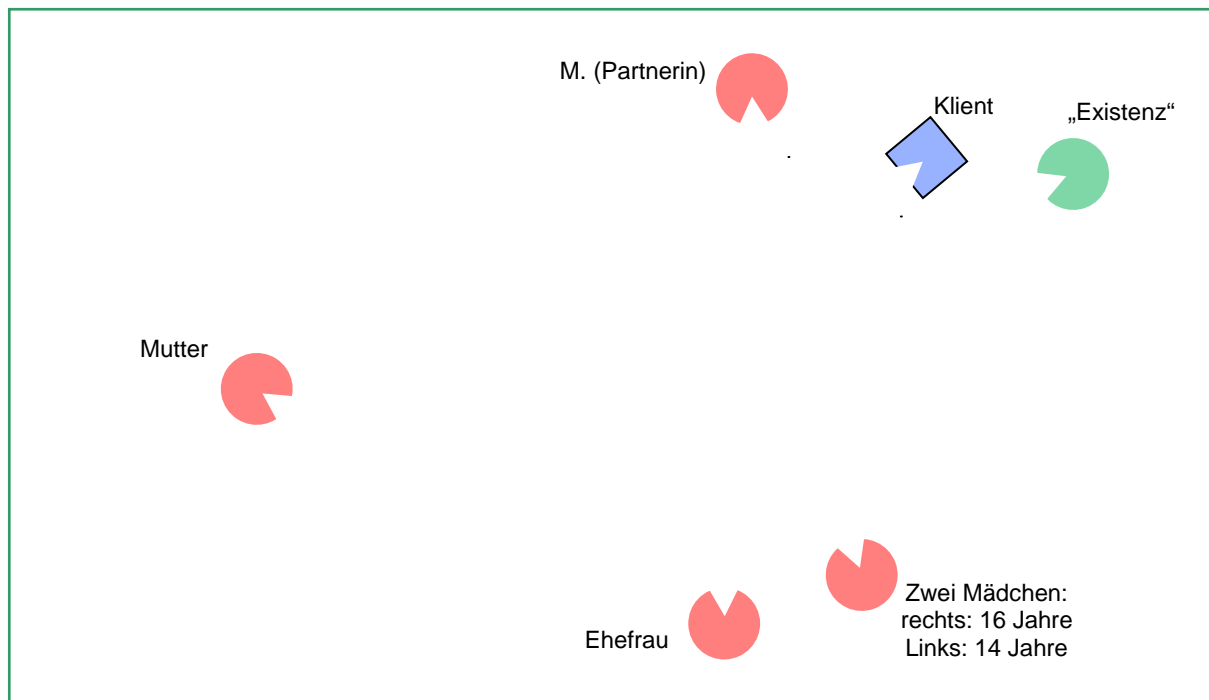 M. (Partnerin)
Klient
„Existenz“
Mutter
Zwei Mädchen:
rechts: 16 Jahre
Links: 14 Jahre
Ehefrau